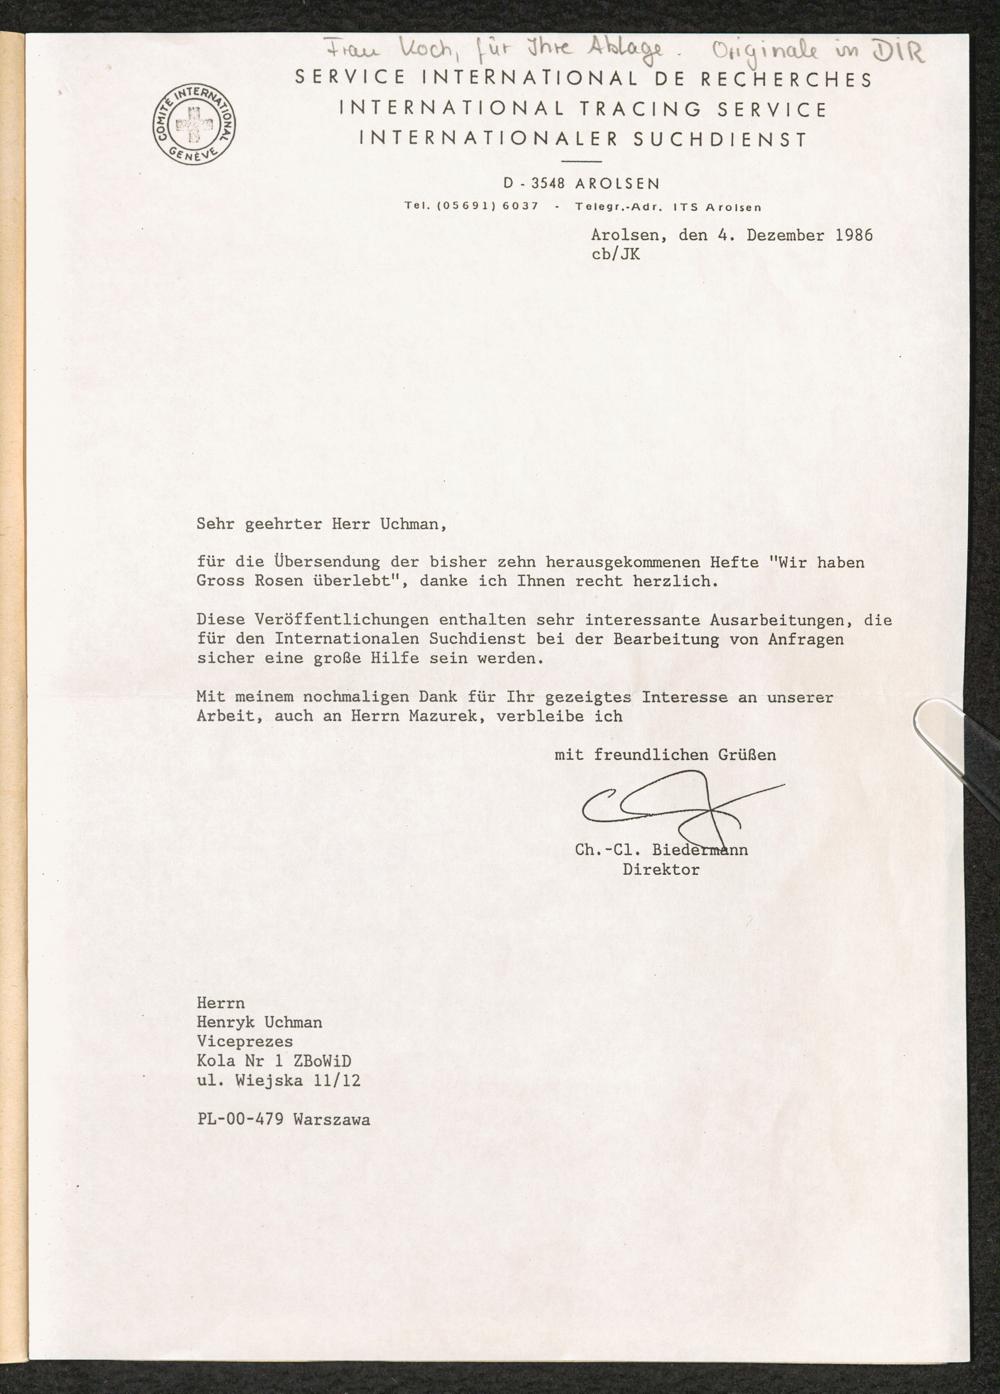 Frau Koch, für Ihre Ablage. Originale in DIR
SERVICE INTERNATIONAL DE RECHERCHES
INTERNATIONAL TRACING SERVICE
INTERNATIONALER SUCHDIENST
COMITÉ INTERNATIONAL
GENÈVE
D - 3548 AROLSEN
Tel. (05691) 6037 - Telegr.-Adr. ITS Arolsen
Arolsen, den 4. Dezember 1986
cb/JK
Sehr geehrter Herr Uchman,
für die Übersendung der bisher zehn herausgekommenen Hefte "Wir haben
Gross Rosen überlebt", danke ich Ihnen recht herzlich.
Diese Veröffentlichungen enthalten sehr interessante Ausarbeitungen, die
für den Internationalen Suchdienst bei der Bearbeitung von Anfragen
sicher eine große Hilfe sein werden.
Mit meinem nochmaligen Dank für Ihr gezeigtes Interesse an unserer
Arbeit, auch an Herrn Mazurek, verbleibe ich
mit freundlichen Grüßen
Ch.-Cl. Biedermann
Direktor
Herrn
Henryk Uchman
Viceprezes
Kola Nr 1 ZBoWiD
ul. Wiejska 11/12
PL-00-479 Warszawa